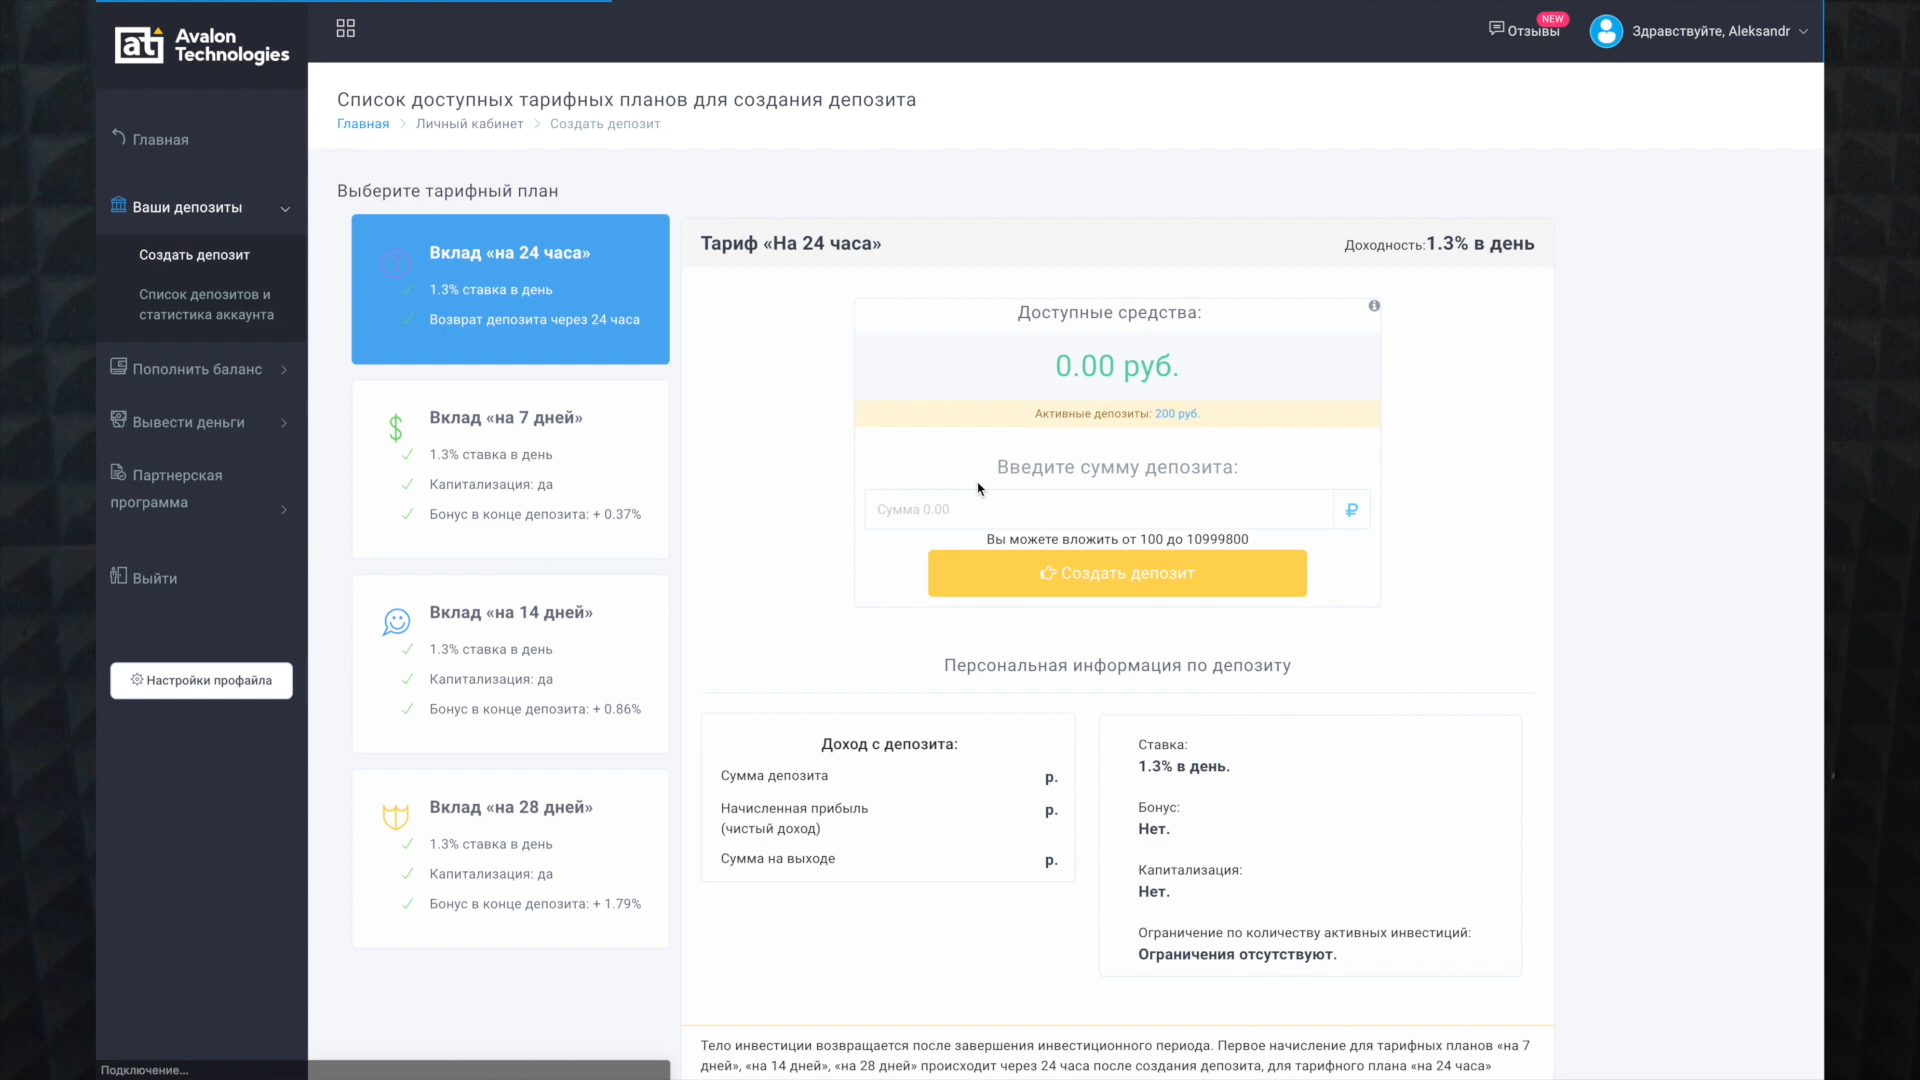 Avalon
Technologies
Отзывы
NEW
Здравствуйте, Aleksandr
Главная
Ваши депозиты
Создать депозит
Список депозитов и
статистика аккаунта
Пополнить баланс
Вывести деньги
Партнерская
программа
Выйти
Настройки профайла
Подключение...
Список доступных тарифных планов для создания депозита
Главная > Личный кабинет > Создать депозит
Выберите тарифный план
Вклад «на 24 часа»
1.3% ставка в день
Возврат депозита через 24 часа
Вклад «на 7 дней»
1.3% ставка в день
Капитализация: да
Бонус в конце депозита: + 0.37%
Вклад «на 14 дней»
1.3% ставка в день
Капитализация: да
Бонус в конце депозита: + 0.86%
Вклад «на 28 дней»
1.3% ставка в день
Капитализация: да
Бонус в конце депозита: + 1.79%
Тариф «На 24 часа»
Доходность:1.3% в день
Доступные средства:
0.00 руб.
Активные депозиты: 200 руб.
Введите сумму депозита:
Сумма 0.00 ₽
Вы можете вложить от 100 до 10999800
Создать депозит
Персональная информация по депозиту
Доход с депозита:
Сумма депозита р.
Начисленная прибыль р.
(чистый доход)
Сумма на выходе р.
Ставка:
1.3% в день.
Бонус:
Нет.
Капитализация:
Нет.
Ограничение по количеству активных инвестиций:
Ограничения отсутствуют.
Тело инвестиции возвращается после завершения инвестиционного периода. Первое начисление для тарифных планов «на 7
дней», «на 14 дней», «на 28 дней» происходит через 24 часа после создания депозита, для тарифного плана «на 24 часа»